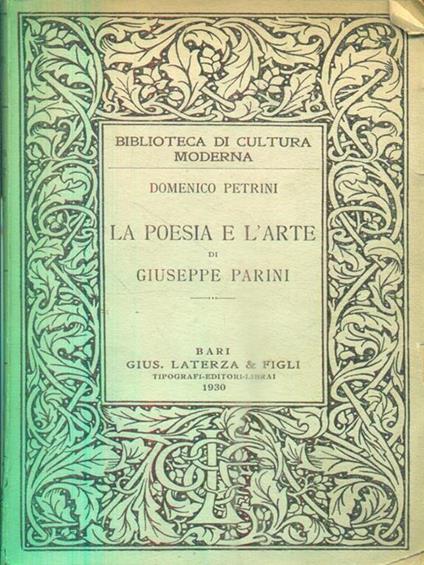 BIBLIOTECA DI CULTURA
MODERNA
DOMENICO PETRINI
LA POESIA E L'ARTE
DI
GIUSEPPE PARINI
BARI
GIUS. LATERZA & FIGLI
TIPOGRAFI-EDITORI-LIBRAI
1930